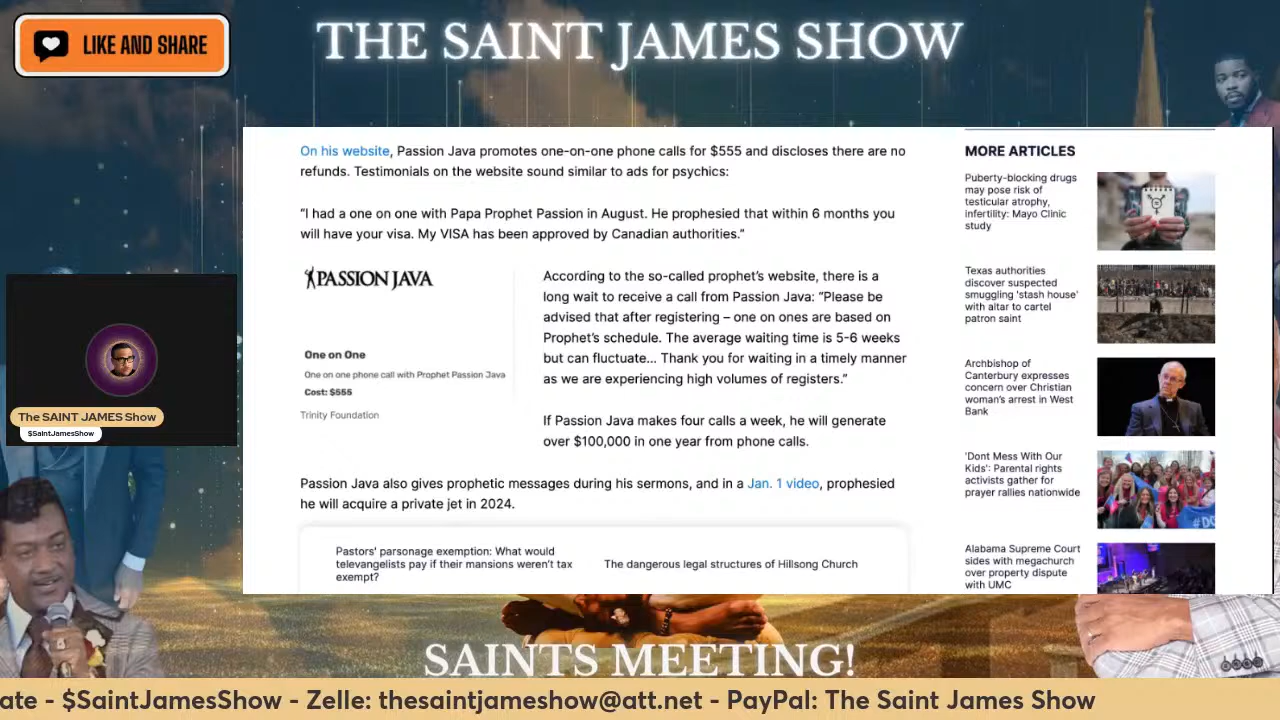 LIKE AND SHARE
THE SAINT JAMES SHOW
On his website, Passion Java promotes one-on-one phone calls for $555 and discloses there are no
refunds. Testimonials on the website sound similar to ads for psychics:
“I had a one on one with Papa Prophet Passion in August. He prophesied that within 6 months you
will have your visa. My VISA has been approved by Canadian authorities.”
PASSION JAVA
One on One
One on one phone call with Prophet Passion Java
Cost: $555
Trinity Foundation
According to the so-called prophet’s website, there is a
long wait to receive a call from Passion Java: “Please be
advised that after registering – one on ones are based on
Prophet’s schedule. The average waiting time is 5-6 weeks
but can fluctuate... Thank you for waiting in a timely manner
as we are experiencing high volumes of registers.”
If Passion Java makes four calls a week, he will generate
over $100,000 in one year from phone calls.
Passion Java also gives prophetic messages during his sermons, and in a Jan. 1 video, prophesied
he will acquire a private jet in 2024.
Pastors’ parsonage exemption: What would
televangelists pay if their mansions weren’t tax
exempt?
The dangerous legal structures of Hillsong Church
MORE ARTICLES
Puberty-blocking drugs
may pose risk of
testicular atrophy,
infertility: Mayo Clinic
study
Texas authorities
discover suspected
smuggling 'stash house'
with altar to cartel
patron saint
Archbishop of
Canterbury expresses
concern over Christian
woman's arrest in West
Bank
'Dont Mess With Our
Kids': Parental rights
activists gather for
prayer rallies nationwide
Alabama Supreme Court
sides with megachurch
over property dispute
with UMC
The SAINT JAMES Show
$SaintJamesShow
SAINTS MEETING!
ate - $SaintJamesShow - Zelle: thesaintjameshow@att.net - PayPal: The Saint James Show